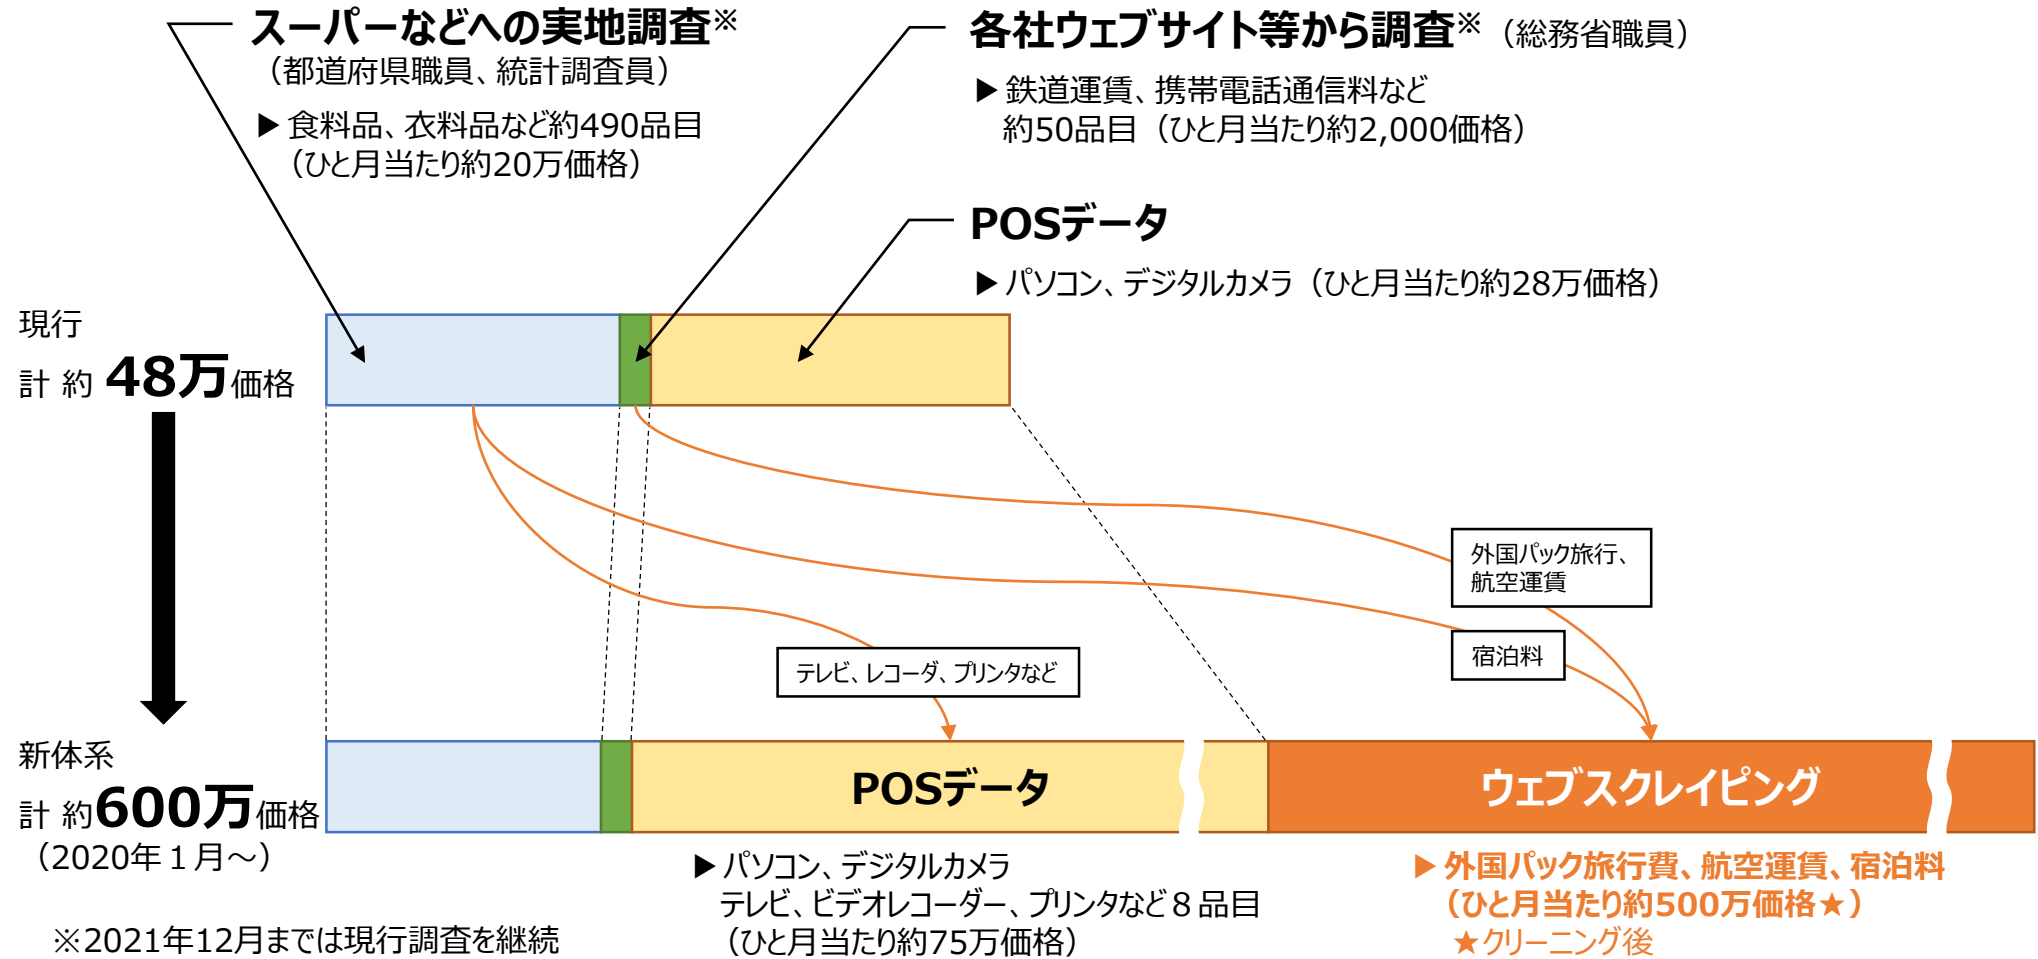 スーパーなどへの実地調査※
（都道府県職員、統計調査員）
▶食料品、衣料品など約490品目
（ひと月当たり約20万価格）
各社ウェブサイト等から調査※（総務省職員）
▶鉄道運賃、携帯電話通信料など
約50品目（ひと月当たり約2,000価格）
POSデータ
▶パソコン、デジタルカメラ（ひと月当たり約28万価格）
現行
計 約 48万価格
外国パック旅行、
航空運賃
宿泊料
テレビ、レコーダ、プリンタなど
新体系
計 約600万価格
（2020年１月～）
POSデータ
ウェブスクレイピング
▶パソコン、デジタルカメラ
テレビ、ビデオレコーダー、プリンタなど８品目
（ひと月当たり約75万価格）
▶外国パック旅行費、航空運賃、宿泊料
（ひと月当たり約500万価格★）
★クリーニング後
※2021年12月までは現行調査を継続